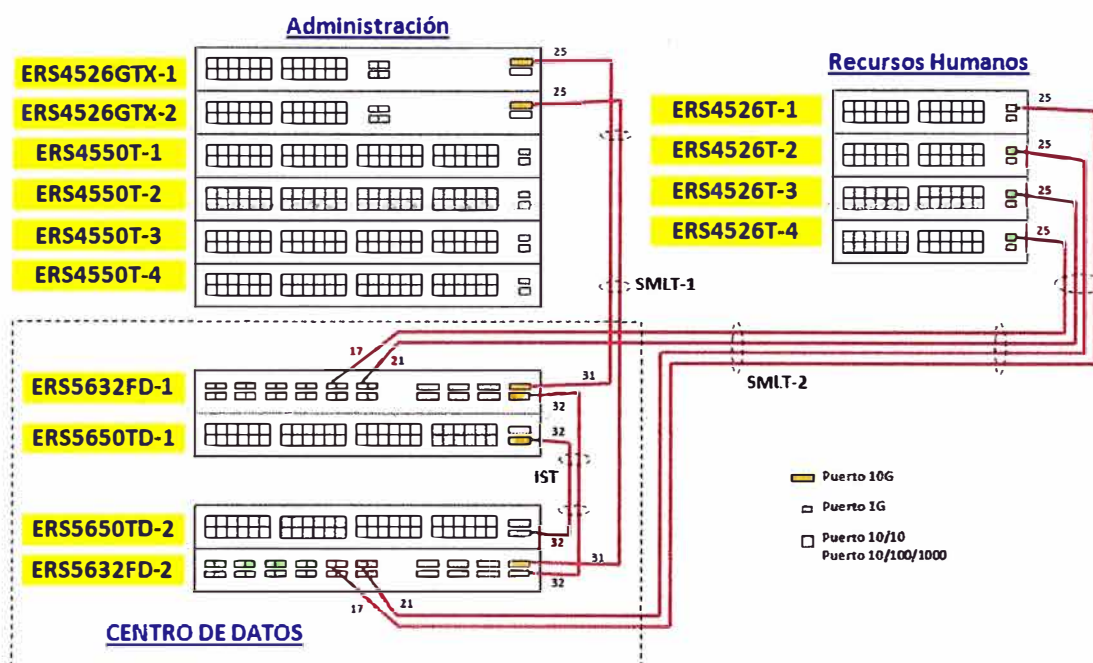 Administración
ERS4526GTX-1
25
ERS4526GTX-2
25
ERS4550T-1
ERS4550T-2
ERS4550T-3
ERS4550T-4
Recursos Humanos
ERS4526T-1
25
ERS4526T-2
25
ERS4526T-3
25
ERS4526T-4
25
SMLT-1
SMLT-2
17
21
ERS5632FD-1
31
32
ERS5650TD-1
32
IST
ERS5650TD-2
32
ERS5632FD-2
31
32
17
21
CENTRO DE DATOS
Puerto 10G
Puerto 1G
Puerto 10/10
Puerto 10/100/1000